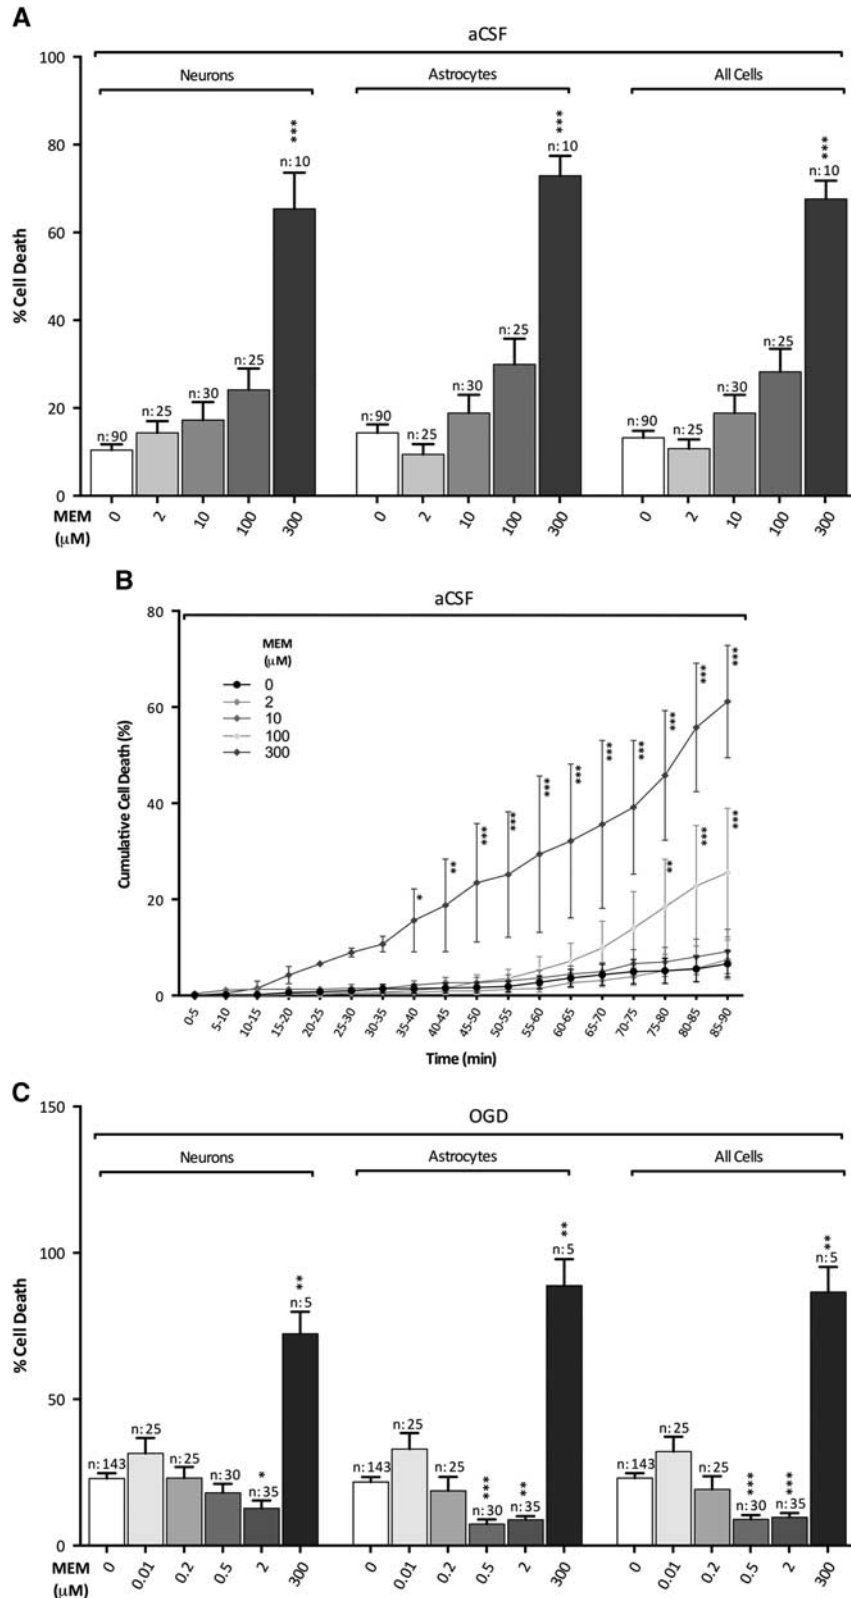 A
aCSF
Neurons
Astrocytes
All Cells
% Cell Death
100
80
60
40
20
0
n:90
n:25
n:30
n:25
n:10
***
n:90
n:25
n:30
n:25
n:10
***
n:90
n:25
n:30
n:25
n:10
***
MEM
(μM)
0
2
10
100
300
0
2
10
100
300
0
2
10
100
300
B
aCSF
Cumulative Cell Death (%)
80
60
40
20
0
MEM
(μM)
0
2
10
100
300
*
**
***
***
***
***
***
***
***
***
***
**
***
***
0-5
5-10
10-15
15-20
20-25
25-30
30-35
35-40
40-45
45-50
50-55
55-60
60-65
65-70
70-75
75-80
80-85
85-90
Time (min)
C
OGD
Neurons
Astrocytes
All Cells
% Cell Death
150
100
50
0
n:143
n:25
n:25
n:30
*
n:35
**
n:5
n:143
n:25
n:25
***
n:30
**
n:35
**
n:5
n:143
n:25
n:25
***
n:30
***
n:35
**
n:5
MEM
(μM)
0
0.01
0.2
0.5
2
300
0
0.01
0.2
0.5
2
300
0
0.01
0.2
0.5
2
300